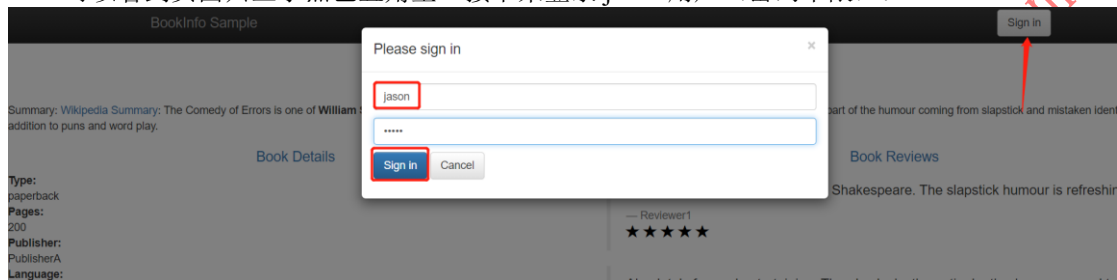 BookInfo Sample
Sign in
Please sign in
×
jason
•••••
Sign in Cancel
Summary: Wikipedia Summary: The Comedy of Errors is one of William
part of the humour coming from slapstick and mistaken
addition to puns and word play.
Book Details
Book Reviews
Type:
paperback
Pages:
200
Publisher:
PublisherA
Language:
Shakespeare. The slapstick humour is
— Reviewer1
★★★★★